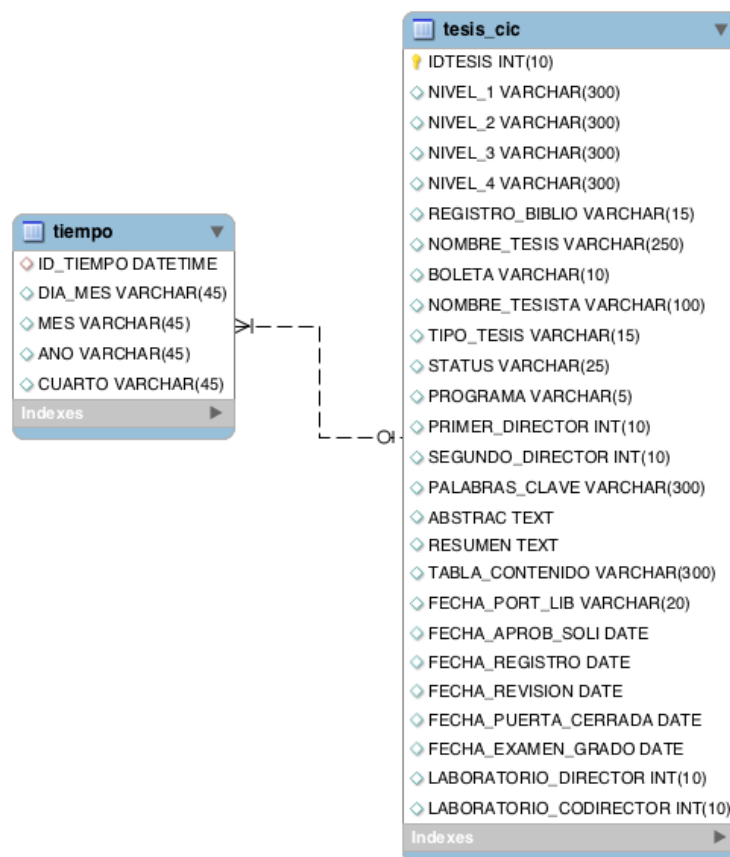 tiempo
ID_TIEMPO DATETIME
DIA_MES VARCHAR(45)
MES VARCHAR(45)
ANO VARCHAR(45)
CUARTO VARCHAR(45)
Indexes
tesis_cic
IDTESIS INT(10)
NIVEL_1 VARCHAR(300)
NIVEL_2 VARCHAR(300)
NIVEL_3 VARCHAR(300)
NIVEL_4 VARCHAR(300)
REGISTRO_BIBLIO VARCHAR(15)
NOMBRE_TESIS VARCHAR(250)
BOLETA VARCHAR(10)
NOMBRE_TESISTA VARCHAR(100)
TIPO_TESIS VARCHAR(15)
STATUS VARCHAR(25)
PROGRAMA VARCHAR(5)
PRIMER_DIRECTOR INT(10)
SEGUNDO_DIRECTOR INT(10)
PALABRAS_CLAVE VARCHAR(300)
ABSTRAC TEXT
RESUMEN TEXT
TABLA_CONTENIDO VARCHAR(300)
FECHA_PORT_LIB VARCHAR(20)
FECHA_APROB_SOLI DATE
FECHA_REGISTRO DATE
FECHA_REVISION DATE
FECHA_PUERTA_CERRADA DATE
FECHA_EXAMEN_GRADO DATE
LABORATORIO_DIRECTOR INT(10)
LABORATORIO_CODIRECTOR INT(10)
Indexes